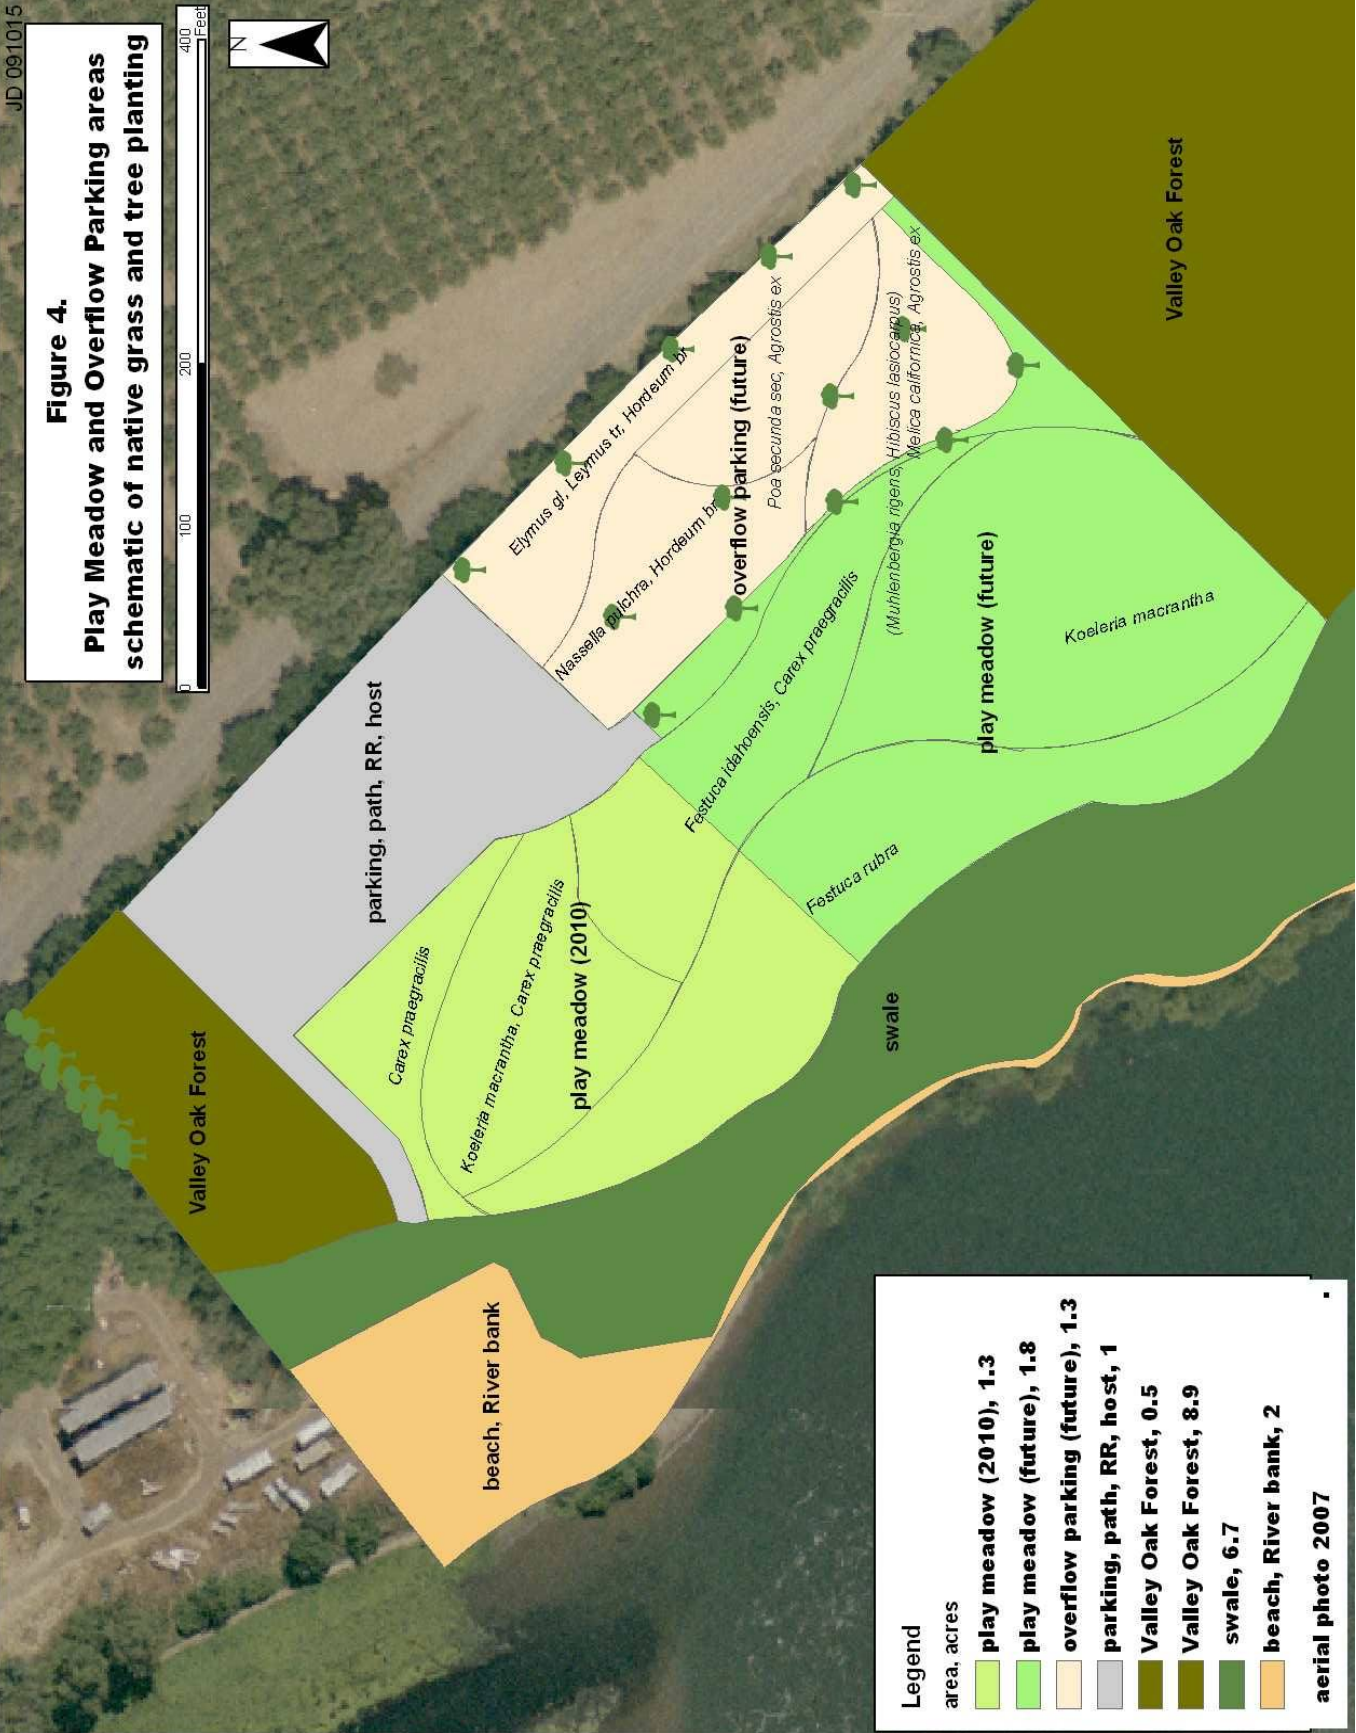 JD 091015
Figure 4.
Play Meadow and Overflow Parking areas
schematic of native grass and tree planting
0 100 200 400
Feet
N
Valley Oak Forest
parking, path, RR, host
Elymus gl, Leymus tr, Hordeum br
Nassella pulchra, Hordeum br
overflow parking (future)
Poa secunda sec, Agrostis ex
(Muhlenbergia rigens, Hibiscus lasiocarpus)
Melica californica, Agrostis ex
Valley Oak Forest
Carex praegracilis
Koeleria macrantha, Carex praegracilis
play meadow (2010)
Festuca idahoensis, Carex praegracilis
play meadow (future)
Koeleria macrantha
Festuca rubra
swale
beach, River bank
Legend
area, acres
play meadow (2010), 1.3
play meadow (future), 1.8
overflow parking (future), 1.3
parking, path, RR, host, 1
Valley Oak Forest, 0.5
Valley Oak Forest, 8.9
swale, 6.7
beach, River bank, 2
aerial photo 2007
.